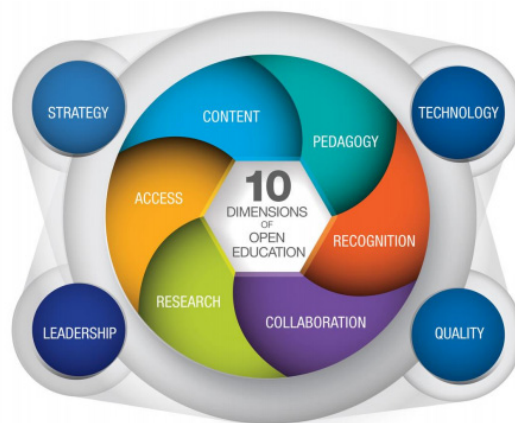 STRATEGY
TECHNOLOGY
CONTENT
PEDAGOGY
ACCESS
10
DIMENSIONS
OF
OPEN
EDUCATION
RECOGNITION
RESEARCH
COLLABORATION
LEADERSHIP
QUALITY